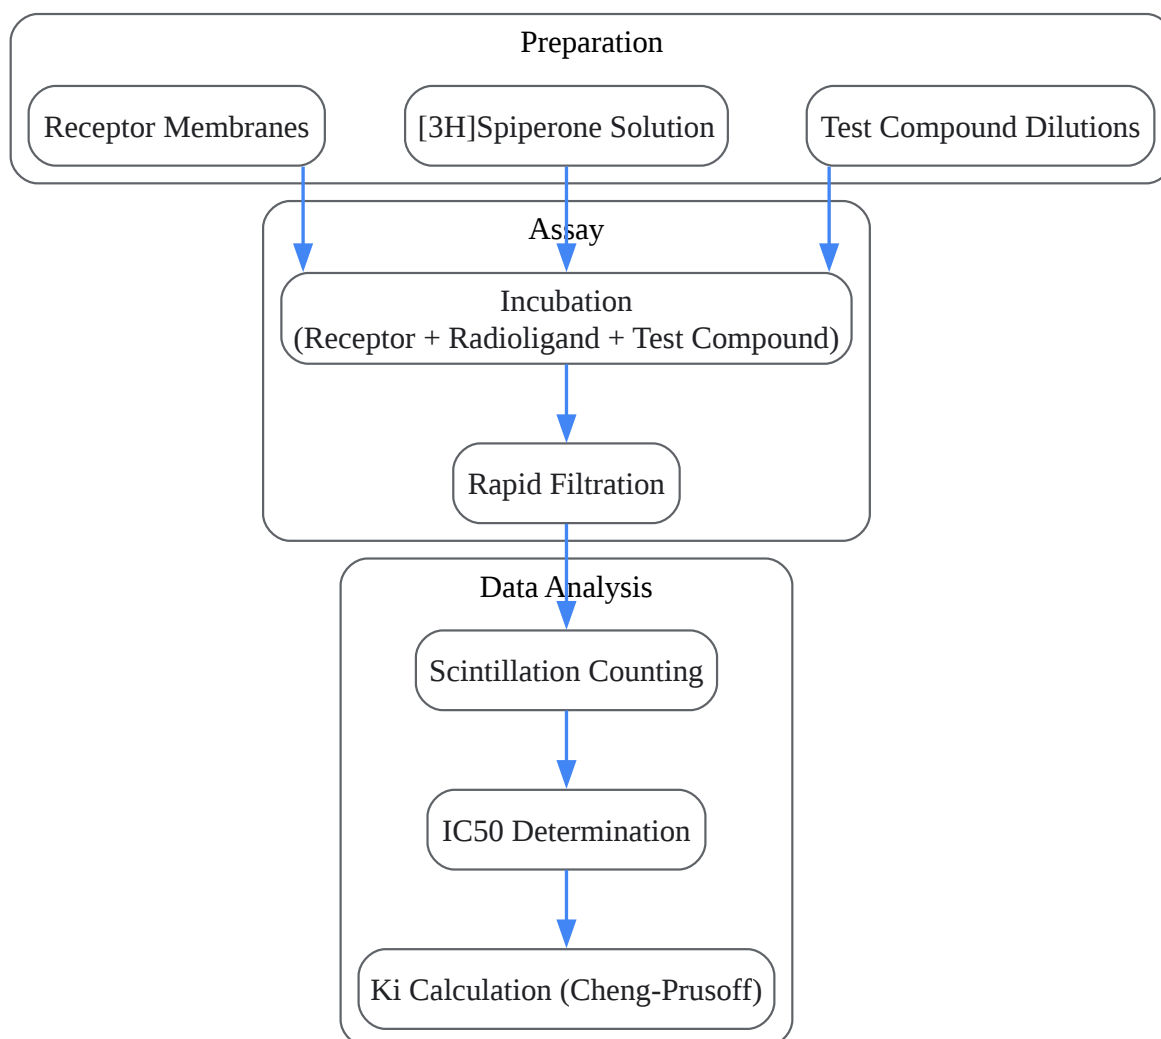 Preparation
Receptor Membranes
[3H]Spiperone Solution
Test Compound Dilutions
Assay
Incubation
(Receptor + Radioligand + Test Compound)
Rapid Filtration
Data Analysis
Scintillation Counting
IC50 Determination
Ki Calculation (Cheng-Prusoff)